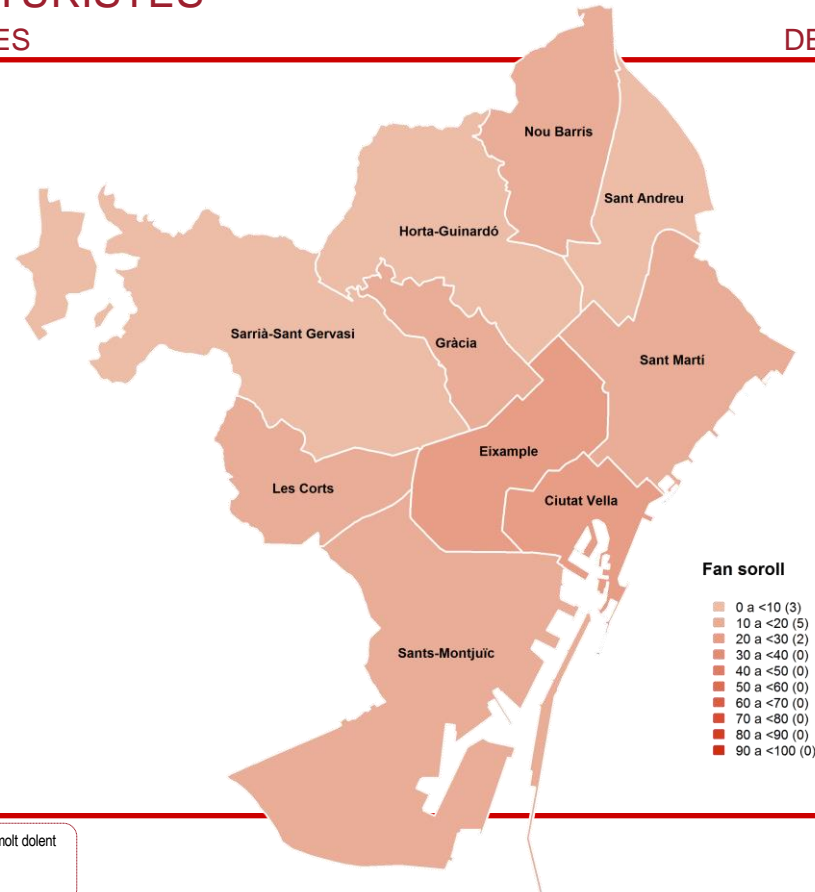 TURISTES
ES
DE
Nou Barris
Sant Andreu
Horta-Guinardó
Sarrià-Sant Gervasi
Gràcia
Sant Martí
Eixample
Les Corts
Ciutat Vella
Sants-Montjuïc
Fan soroll
0 a <10 (3)
10 a <20 (5)
20 a <30 (2)
30 a <40 (0)
40 a <50 (0)
50 a <60 (0)
60 a <70 (0)
70 a <80 (0)
80 a <90 (0)
90 a <100 (0)
molt dolent